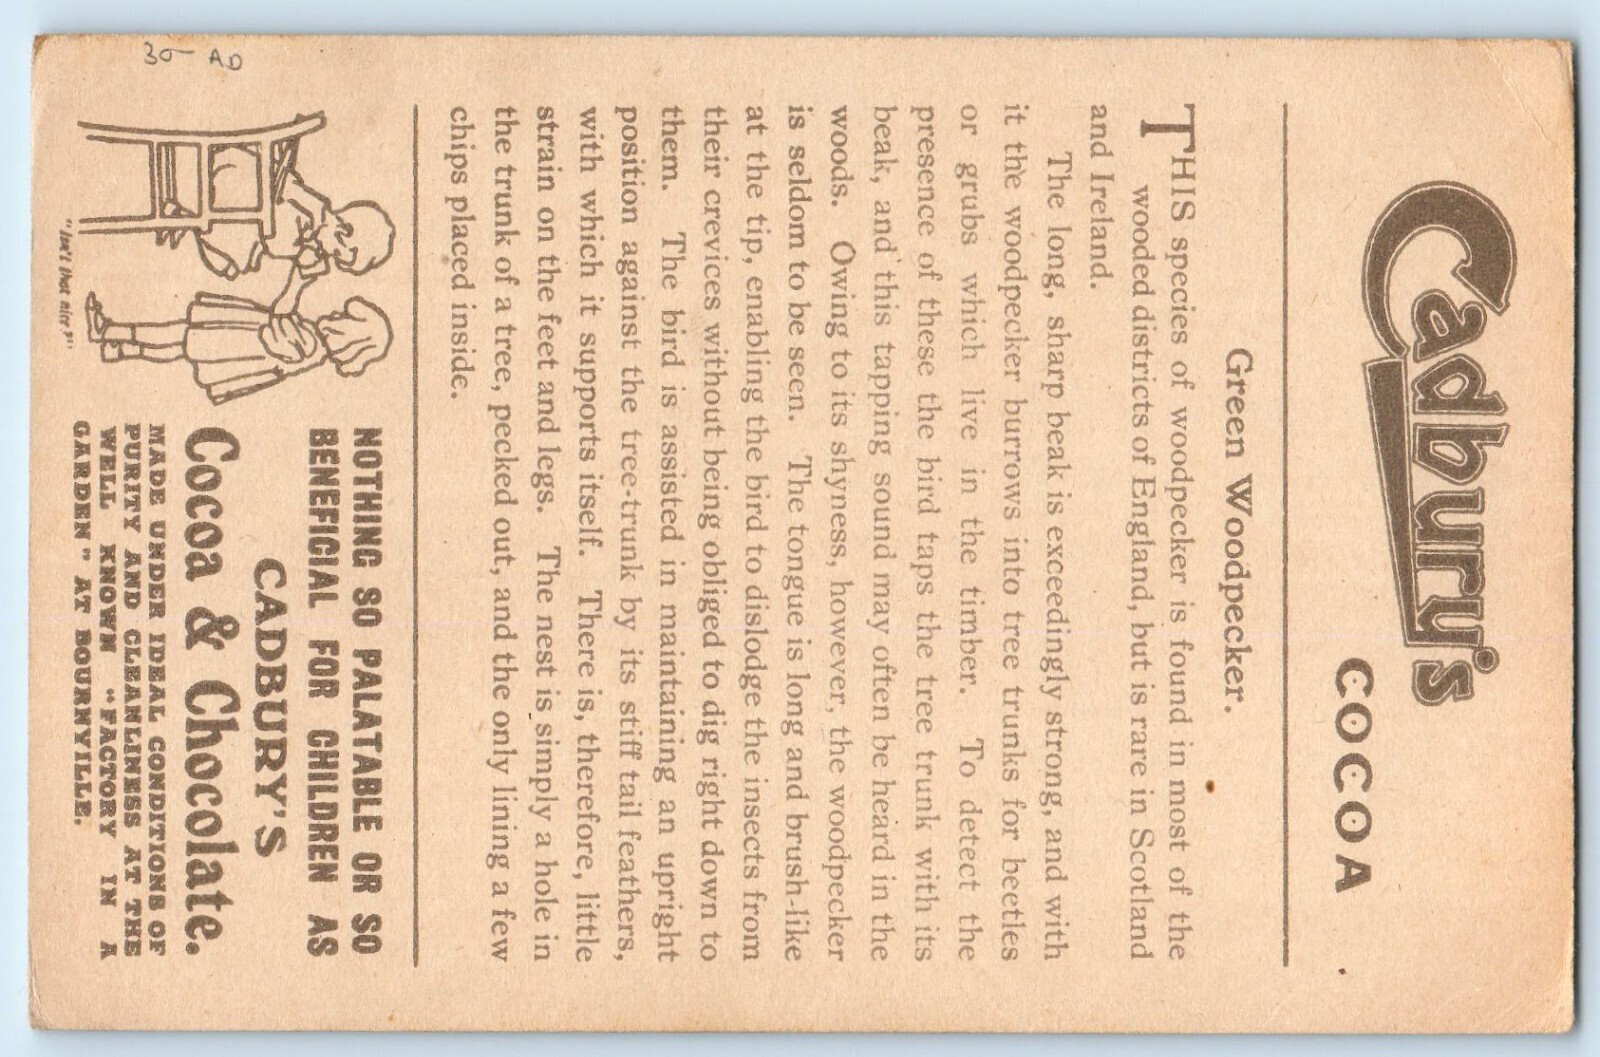 Cadbury's
COCOA
Green Woodpecker.
THIS species of woodpecker is found in most of the
wooded districts of England, but is rare in Scotland
and Ireland.
The long, sharp beak is exceedingly strong, and with
it the woodpecker burrows into tree trunks for beetles
or grubs which live in the timber. To detect the
presence of these the bird taps the tree trunk with its
beak, and this tapping sound may often be heard in the
woods. Owing to its shyness, however, the woodpecker
is seldom to be seen. The tongue is long and brush-like
at the tip, enabling the bird to dislodge the insects from
their crevices without being obliged to dig right down to
them. The bird is assisted in maintaining an upright
position against the tree-trunk by its stiff tail feathers,
with which it supports itself. There is, therefore, little
strain on the feet and legs. The nest is simply a hole in
the trunk of a tree, pecked out, and the only lining a few
chips placed inside.
"Isn't that nice?"
NOTHING SO PALATABLE OR SO
BENEFICIAL FOR CHILDREN AS
CADBURY'S
Cocoa & Chocolate.
MADE UNDER IDEAL CONDITIONS OF
PURITY AND CLEANLINESS AT THE
WELL KNOWN "FACTORY IN A
GARDEN" AT BOURNVILLE.
30- AD